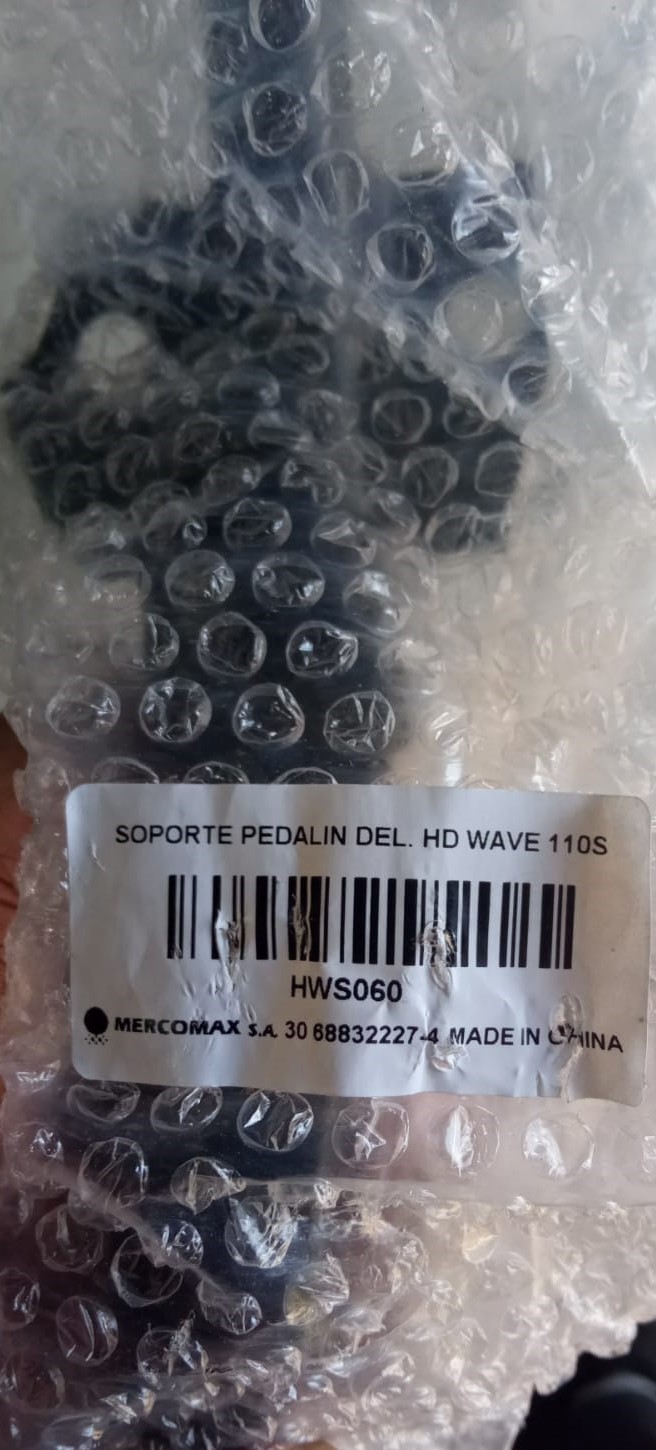 SOPORTE PEDALIN DEL. HD WAVE 110S
HWS060
MERCOMAX S.A. 30 68832227-4 MADE IN CHINA